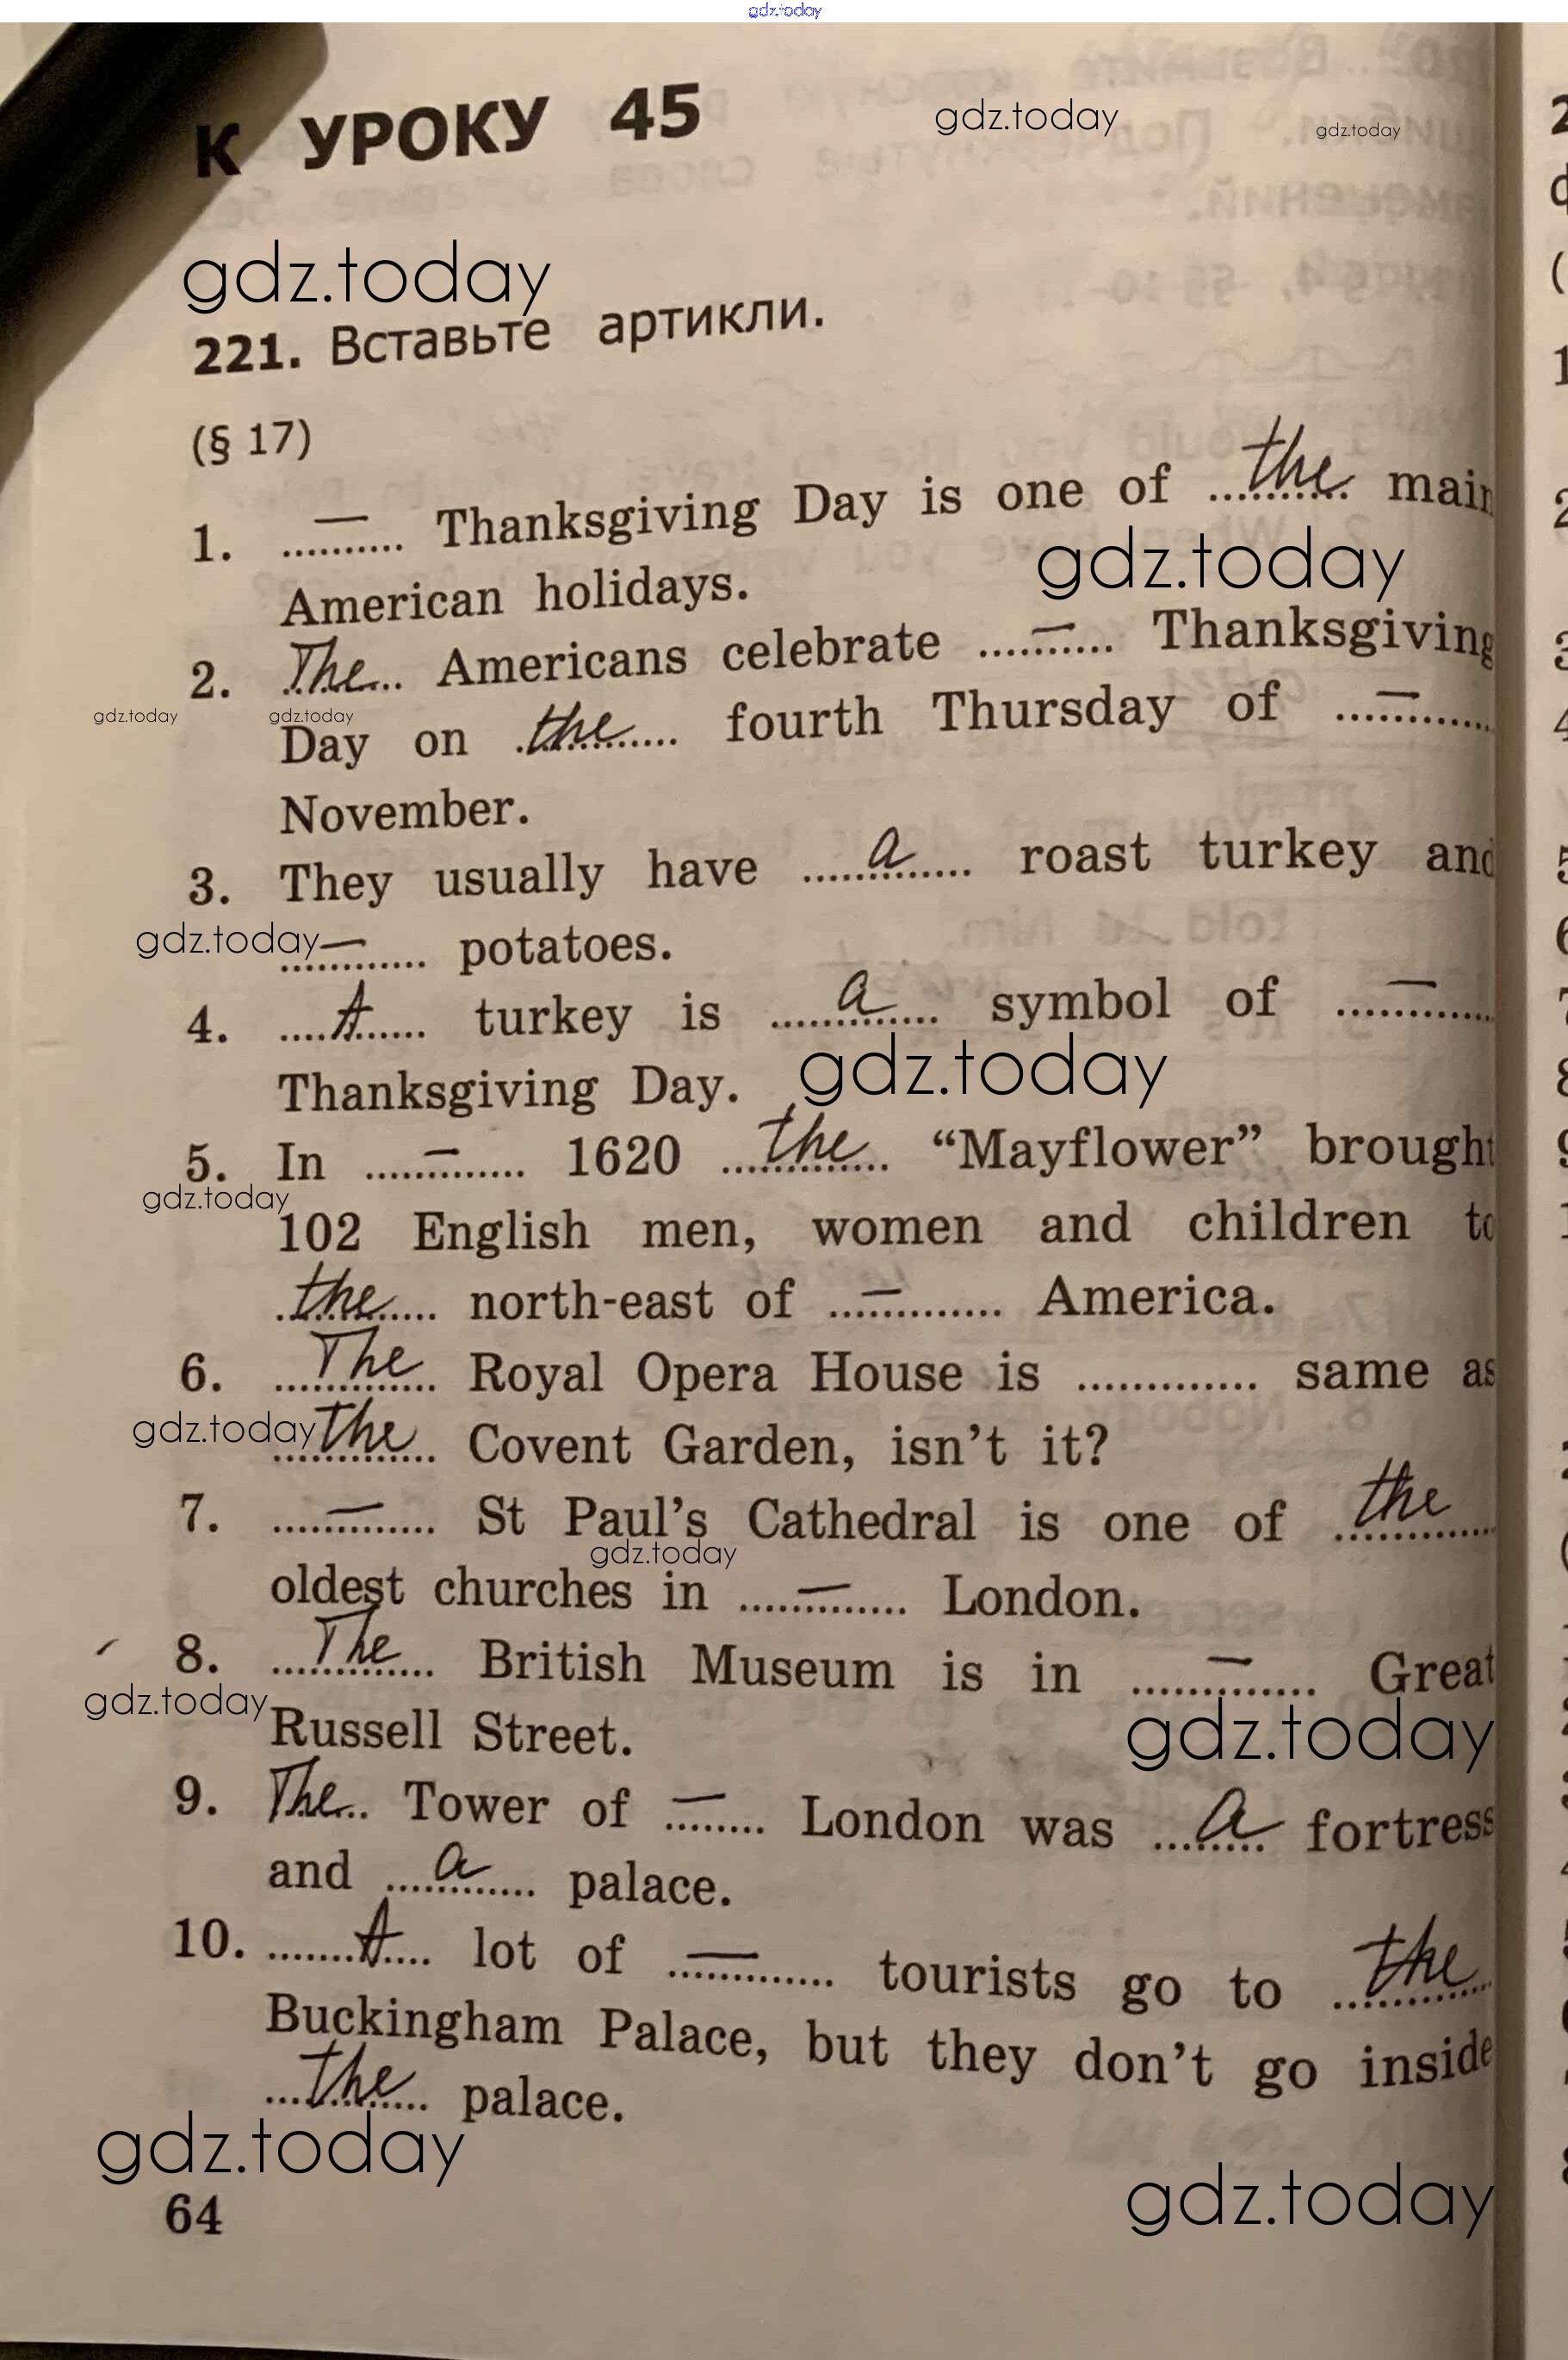 gdz.today
К УРОКУ 45
gdz.today
gdz.today
gdz.today
221. Вставьте артикли.
(§ 17)
1. — Thanksgiving Day is one of the main
American holidays.
gdz.today
2. The Americans celebrate — Thanksgiving
gdz.today gdz.today
Day on the fourth Thursday of —
November.
3. They usually have a roast turkey and
gdz.today
— potatoes.
4. A turkey is a symbol of —
Thanksgiving Day.
gdz.today
5. In — 1620 the “Mayflower” brought
gdz.today
102 English men, women and children to
the north-east of — America.
6. The Royal Opera House is ............. same as
gdz.today
the Covent Garden, isn’t it?
7. — St Paul’s Cathedral is one of the
gdz.today
oldest churches in — London.
8. The British Museum is in — Great
gdz.today
Russell Street.
gdz.today
9. The Tower of — London was a fortress
and a palace.
10. A lot of — tourists go to the
Buckingham Palace, but they don’t go inside
the palace.
gdz.today
64
gdz.today